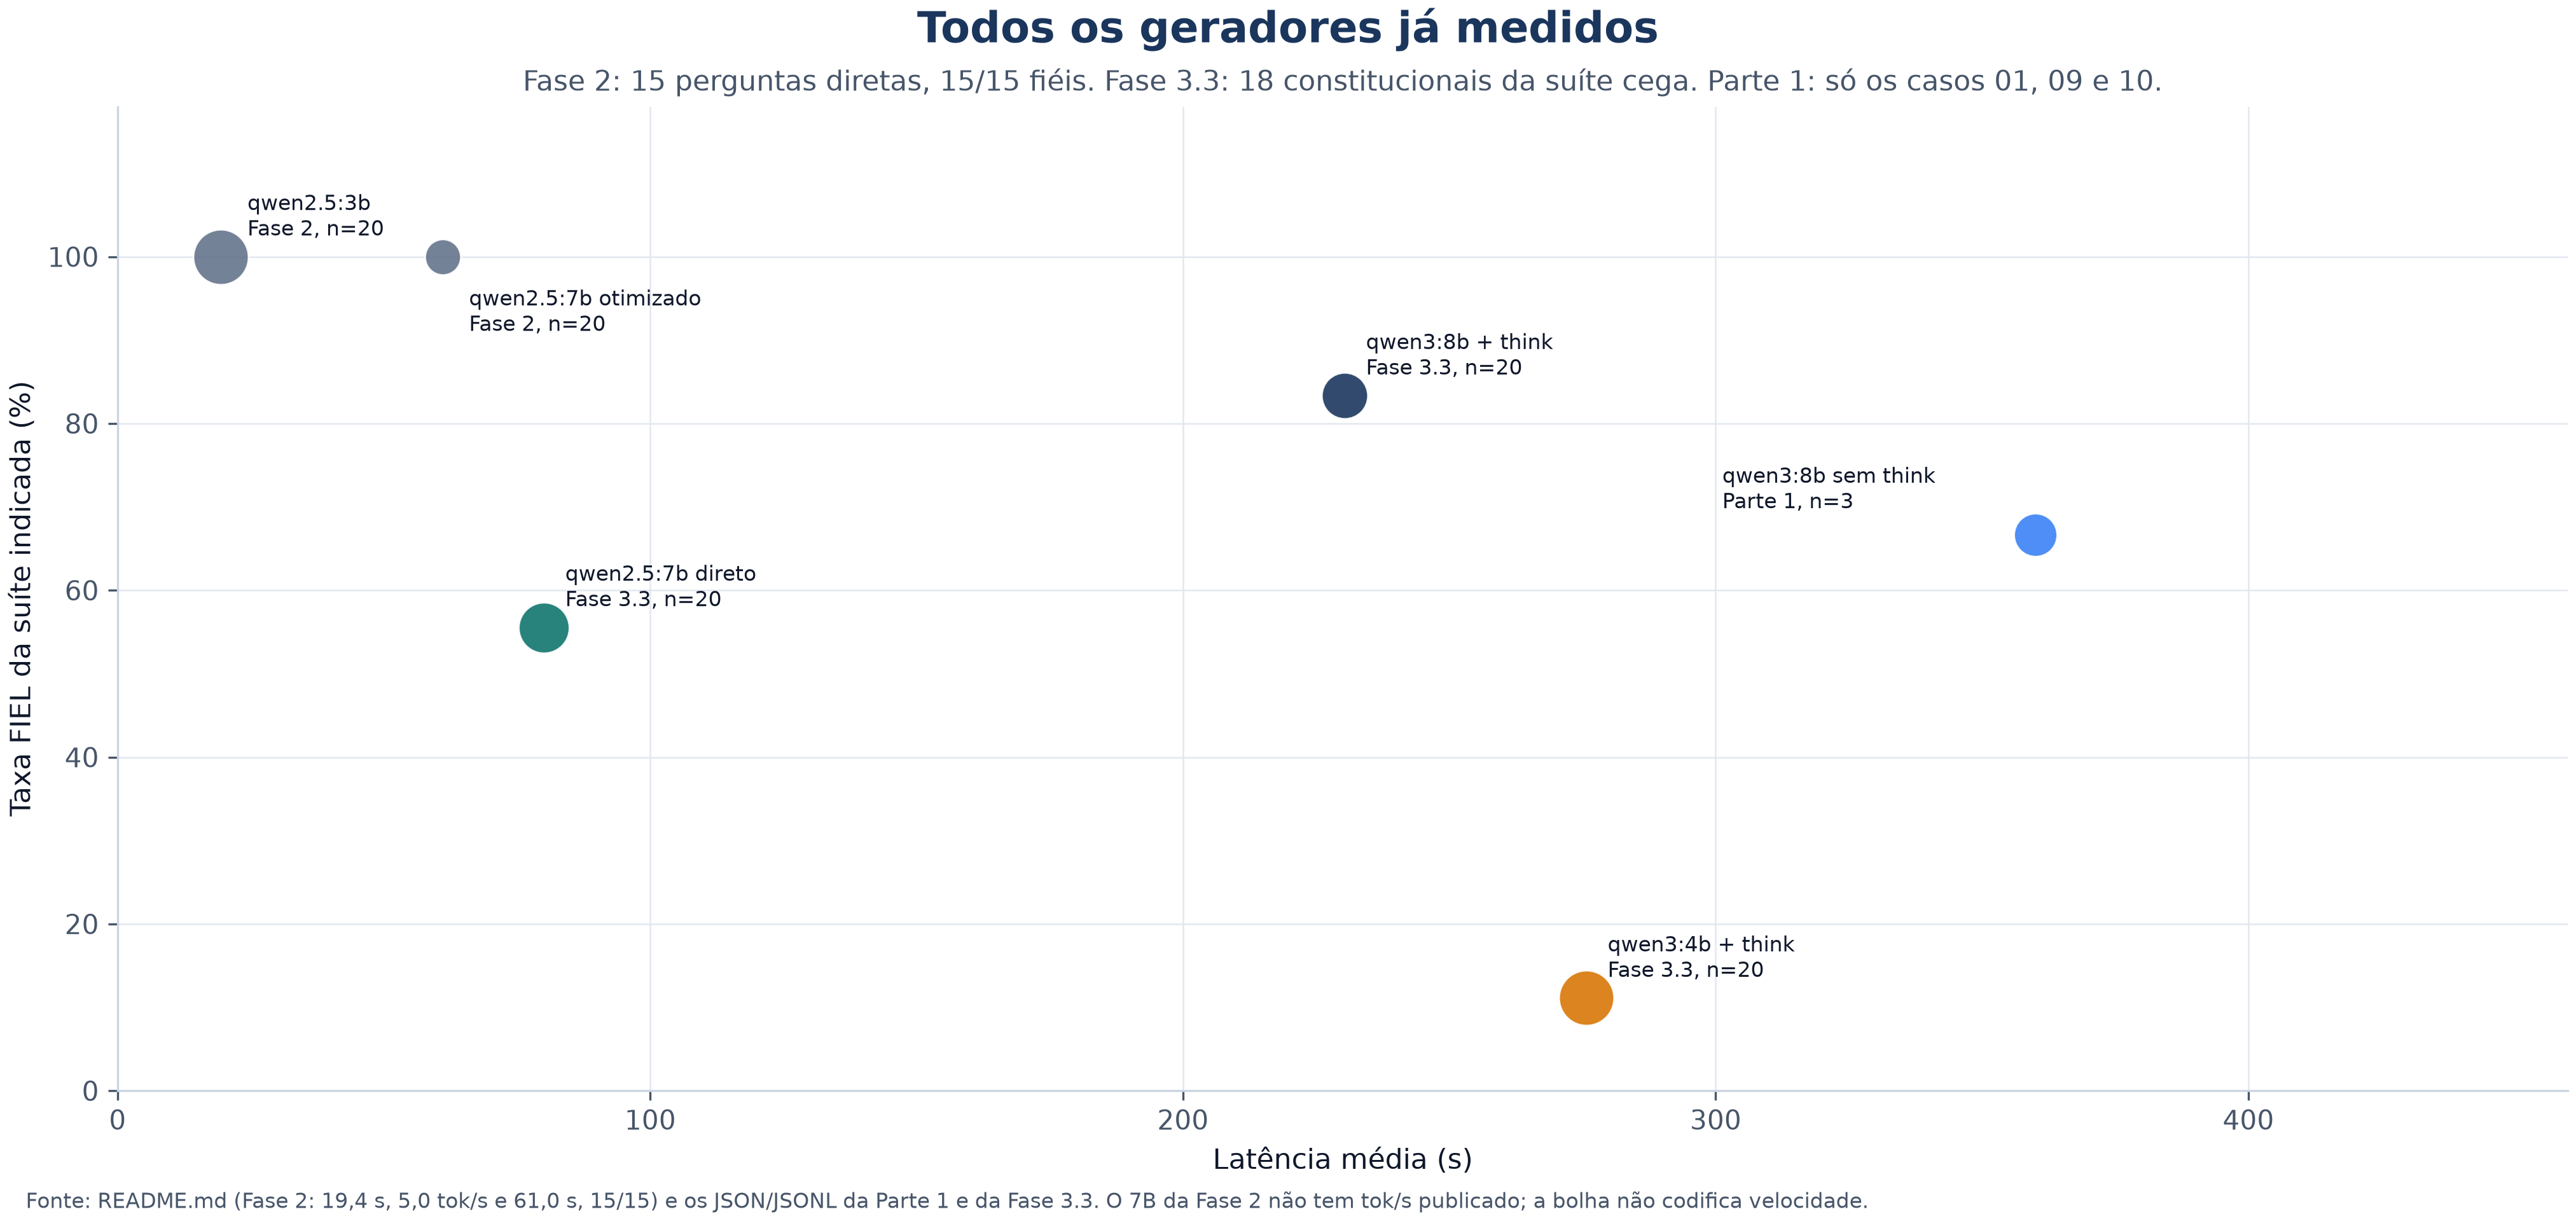 Todos os geradores já medidos
Fase 2: 15 perguntas diretas, 15/15 fiéis. Fase 3.3: 18 constitucionais da suíte cega. Parte 1: só os casos 01, 09 e 10.
Taxa FIEL da suíte indicada (%)
100
80
60
40
20
0
qwen2.5:3b
Fase 2, n=20
qwen2.5:7b otimizado
Fase 2, n=20
qwen3:8b + think
Fase 3.3, n=20
qwen3:8b sem think
Parte 1, n=3
qwen2.5:7b direto
Fase 3.3, n=20
qwen3:4b + think
Fase 3.3, n=20
0
100
200
300
400
Latência média (s)
Fonte: README.md (Fase 2: 19,4 s, 5,0 tok/s e 61,0 s, 15/15) e os JSON/JSONL da Parte 1 e da Fase 3.3. O 7B da Fase 2 não tem tok/s publicado; a bolha não codifica velocidade.